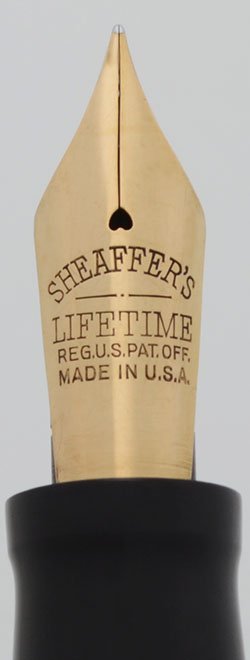 SHEAFFER'S
LIFETIME
REG.U.S.PAT.OFF.
MADE IN U.S.A.